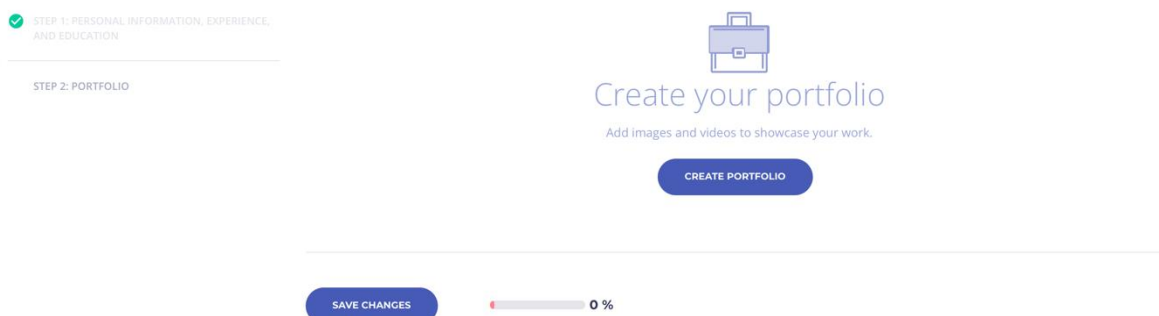 STEP 1: PERSONAL INFORMATION, EXPERIENCE,
AND EDUCATION
STEP 2: PORTFOLIO
Create your portfolio
Add images and videos to showcase your work.
CREATE PORTFOLIO
SAVE CHANGES
0 %